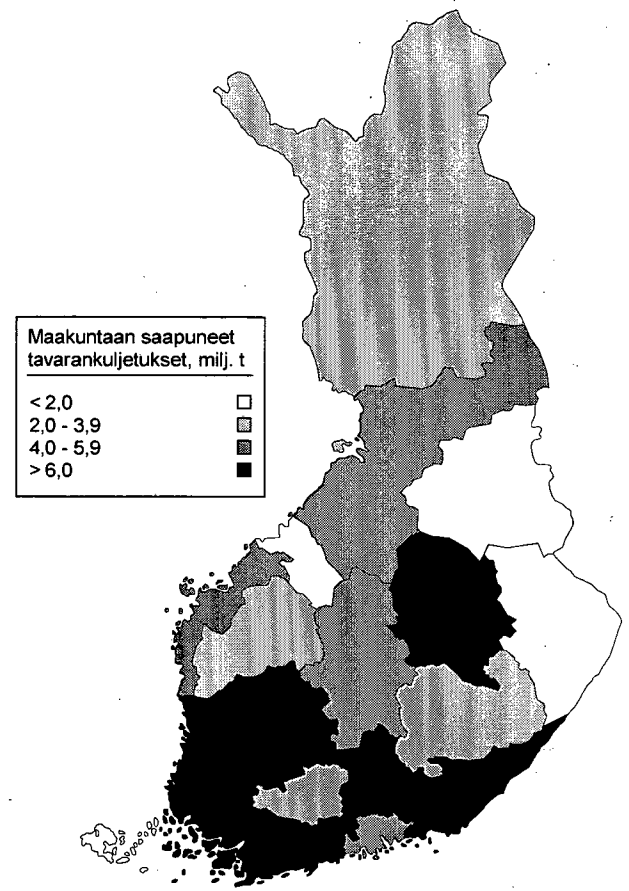 Maakuntaan saapuneet
tavarankuljetukset, milj. t
< 2,0
2,0 - 3,9
4,0 - 5,9
> 6,0